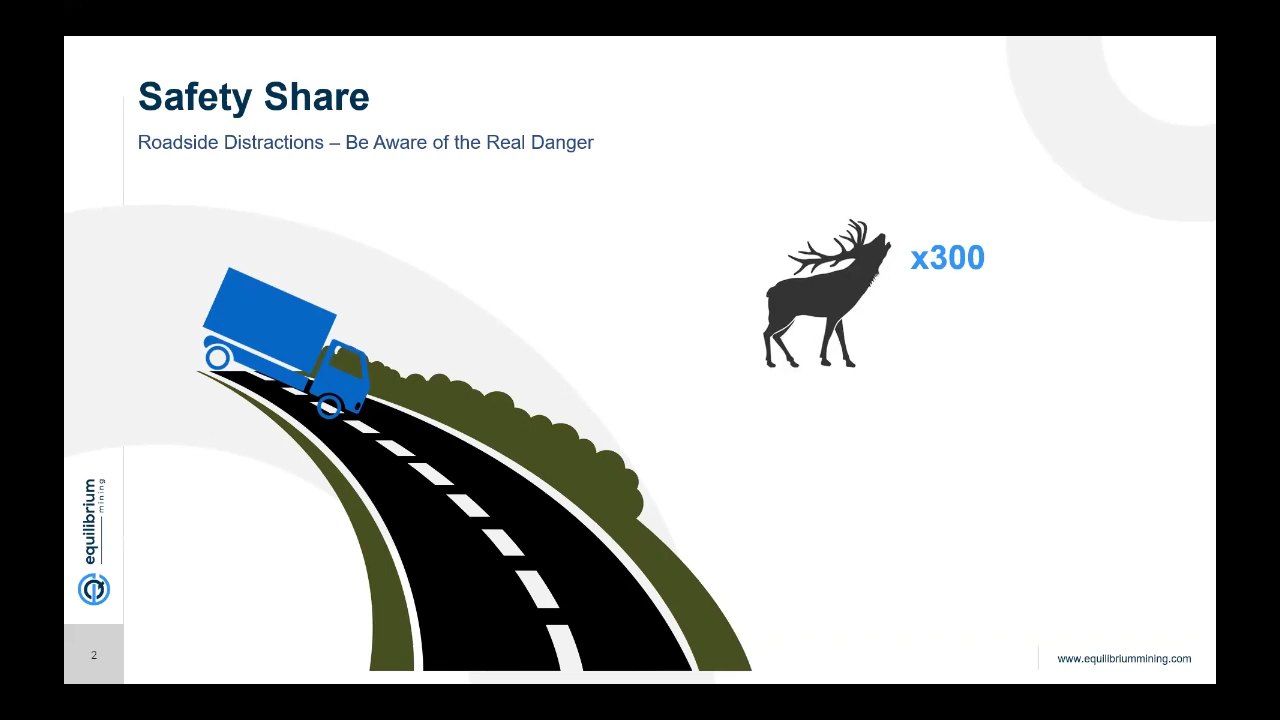 Safety Share
Roadside Distractions – Be Aware of the Real Danger
x300
equilibrium
mining
2
www.equilibriummining.com